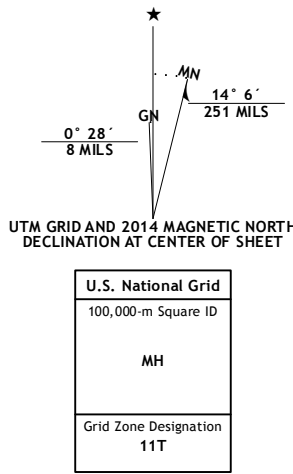 ★
MN
GN
14° 6´
251 MILS
0° 28´
8 MILS
UTM GRID AND 2014 MAGNETIC NORTH
DECLINATION AT CENTER OF SHEET
U.S. National Grid
100,000-m Square ID
MH
Grid Zone Designation
11T